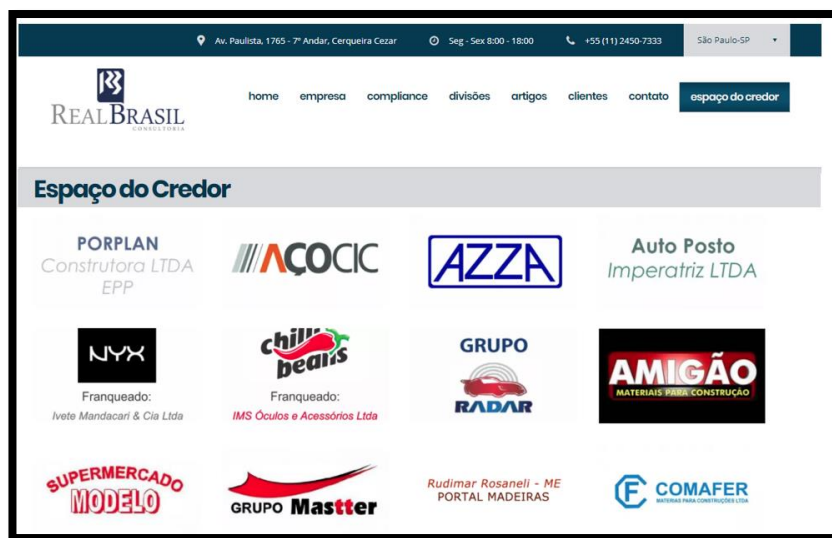 Av. Paulista, 1765 - 7º Andar, Cerqueira Cezar
Seg - Sex 8:00 - 18:00
+55 (11) 2450-7333
São Paulo-SP
REALBRASIL
CONSULTORIA
home empresa compliance divisões artigos clientes contato espaço do credor
Espaço do Credor
PORPLAN
Construtora LTDA
EPP
AÇOCIC
AZZA
Auto Posto
Imperatriz LTDA
NYX
Franqueado:
Ivete Mandacari & Cia Ltda
chilli
beans
Franqueado:
IMS Óculos e Acessórios Ltda
GRUPO
RADAR
AMIGÃO
MATERIAIS PARA CONSTRUÇÃO
SUPERMERCADO
MODELO
GRUPO Mastter
Rudimar Rosaneli - ME
PORTAL MADEIRAS
COMAFER
MATERIAS PARA CONSTRUÇÕES LTDA